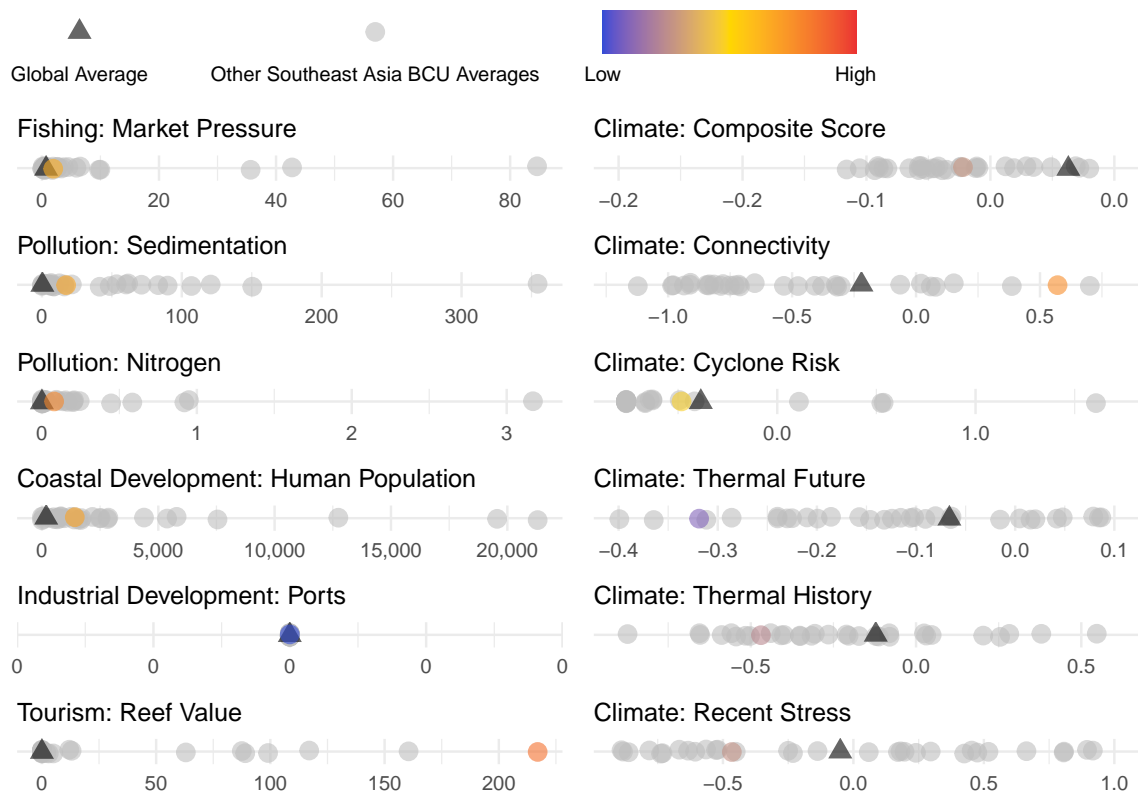 Global Average
Other Southeast Asia BCU Averages
Low
High
Fishing: Market Pressure
0 20 40 60 80
Climate: Composite Score
−0.2 −0.2 −0.1 0.0 0.0
Pollution: Sedimentation
0 100 200 300
Climate: Connectivity
−1.0 −0.5 0.0 0.5
Pollution: Nitrogen
0 1 2 3
Climate: Cyclone Risk
0.0 1.0
Coastal Development: Human Population
0 5,000 10,000 15,000 20,000
Climate: Thermal Future
−0.4 −0.3 −0.2 −0.1 0.0 0.1
Industrial Development: Ports
0 0 0 0 0
Climate: Thermal History
−0.5 0.0 0.5
Tourism: Reef Value
0 50 100 150 200
Climate: Recent Stress
−0.5 0.0 0.5 1.0